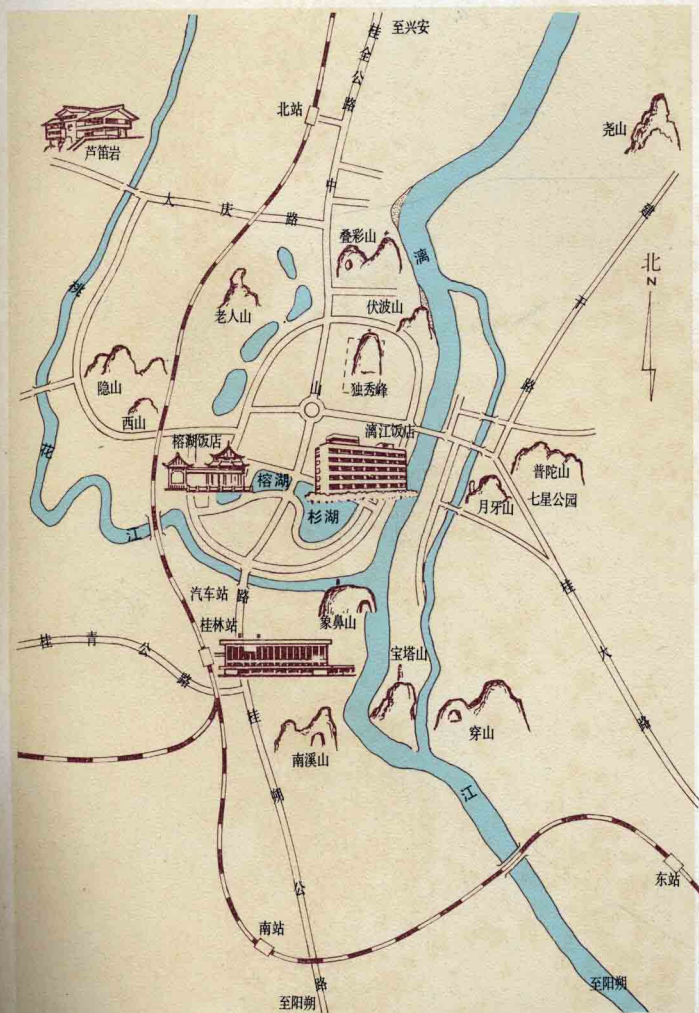 至兴安
桂全公路
北站
芦笛岩
尧山
大庆路
中
建干路
叠彩山
漓
北
N
桃
老人山
伏波山
隐山
山
独秀峰
西山
榕湖饭店
漓江饭店
花
榕湖
普陀山
月牙山
七星公园
杉湖
江
汽车站
路
象鼻山
桂林站
桂青公路
桂火路
宝塔山
桂朔公路
南溪山
穿山
江
东站
南站
至阳朔
至阳朔